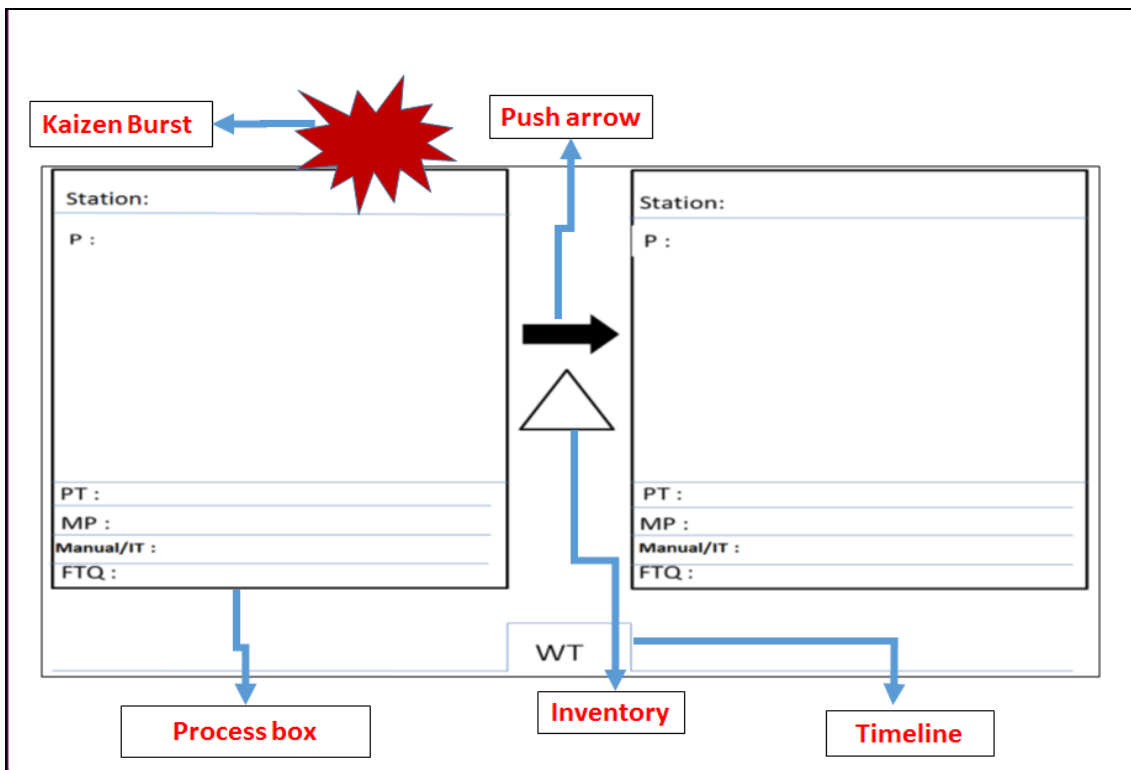 Kaizen Burst
Push arrow
Station:
P :
PT :
MP :
Manual/IT :
FTQ :
Station:
P :
PT :
MP :
Manual/IT :
FTQ :
WT
Process box
Inventory
Timeline